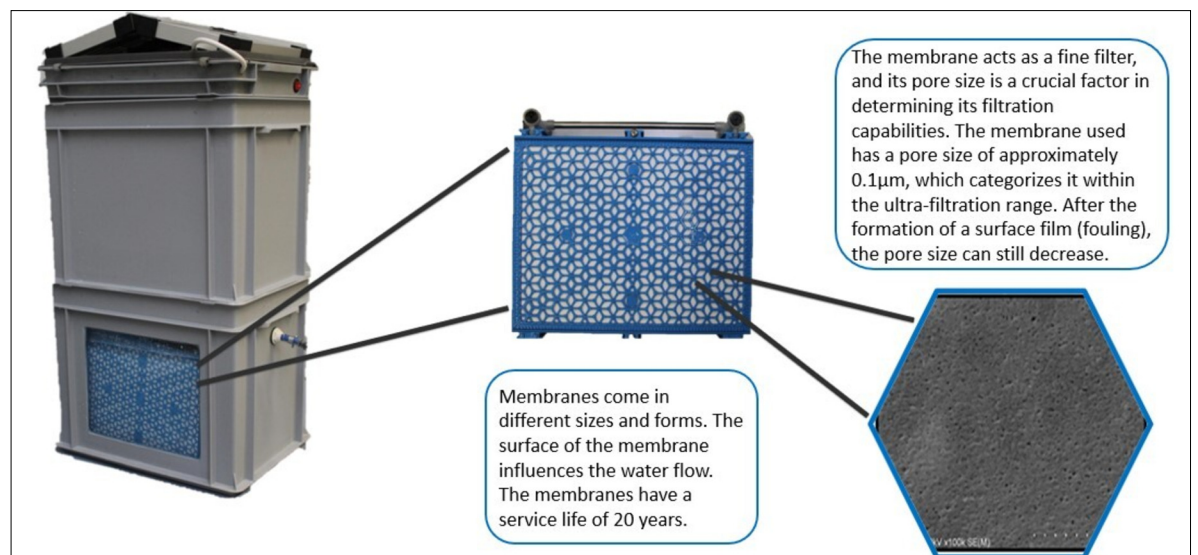 The membrane acts as a fine filter,
and its pore size is a crucial factor in
determining its filtration
capabilities. The membrane used
has a pore size of approximately
0.1µm, which categorizes it within
the ultra-filtration range. After the
formation of a surface film (fouling),
the pore size can still decrease.
Membranes come in
different sizes and forms. The
surface of the membrane
influences the water flow.
The membranes have a
service life of 20 years.
kV x100k SE(M)